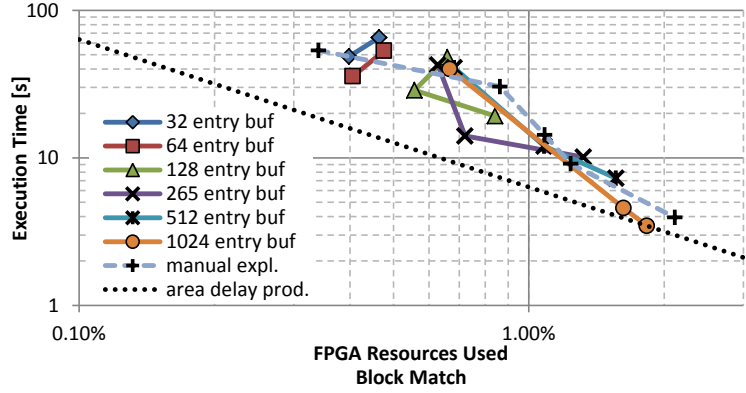 100
10
1
Execution Time [s]
32 entry buf
64 entry buf
128 entry buf
265 entry buf
512 entry buf
1024 entry buf
manual expl.
area delay prod.
0.10%
1.00%
FPGA Resources Used
Block Match